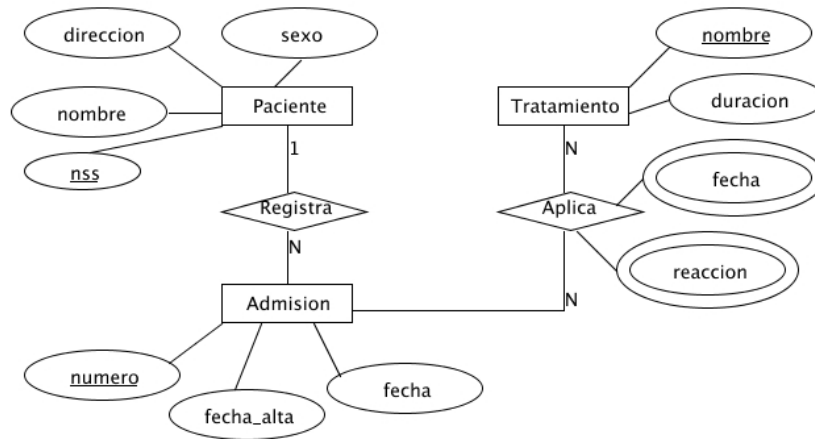 direccion
sexo
nombre
nombre
Paciente
Tratamiento
duracion
nss
1
N
fecha
Registra
Aplica
N
reaccion
Admision
N
numero
fecha_alta
fecha